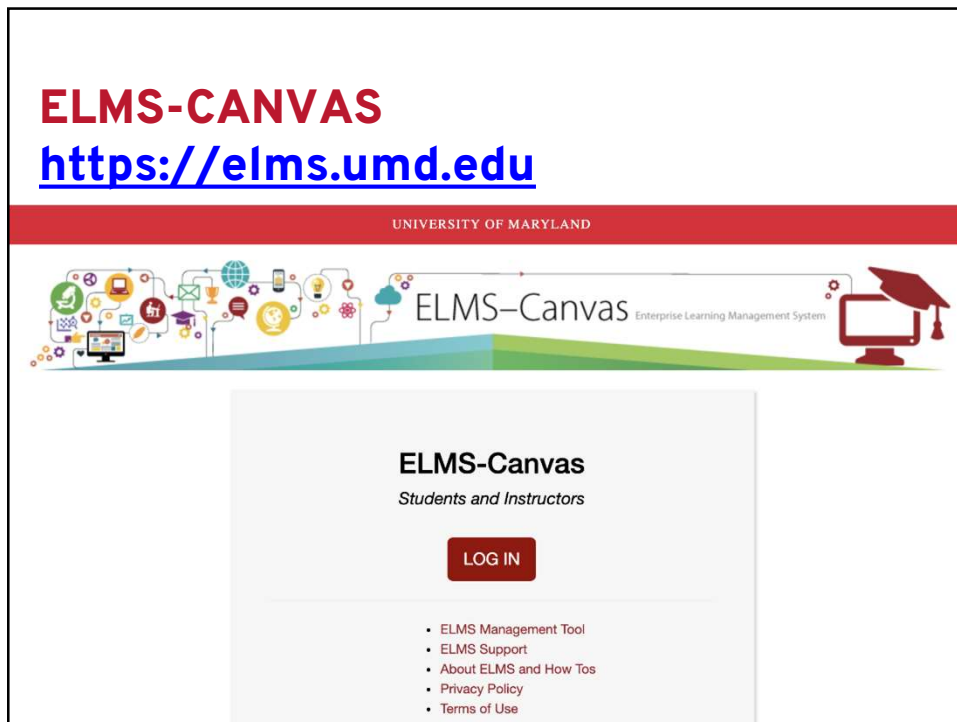 ELMS-CANVAS
https://elms.umd.edu
UNIVERSITY OF MARYLAND
ELMS–Canvas Enterprise Learning Management System
ELMS-Canvas
Students and Instructors
LOG IN
• ELMS Management Tool
• ELMS Support
• About ELMS and How Tos
• Privacy Policy
• Terms of Use